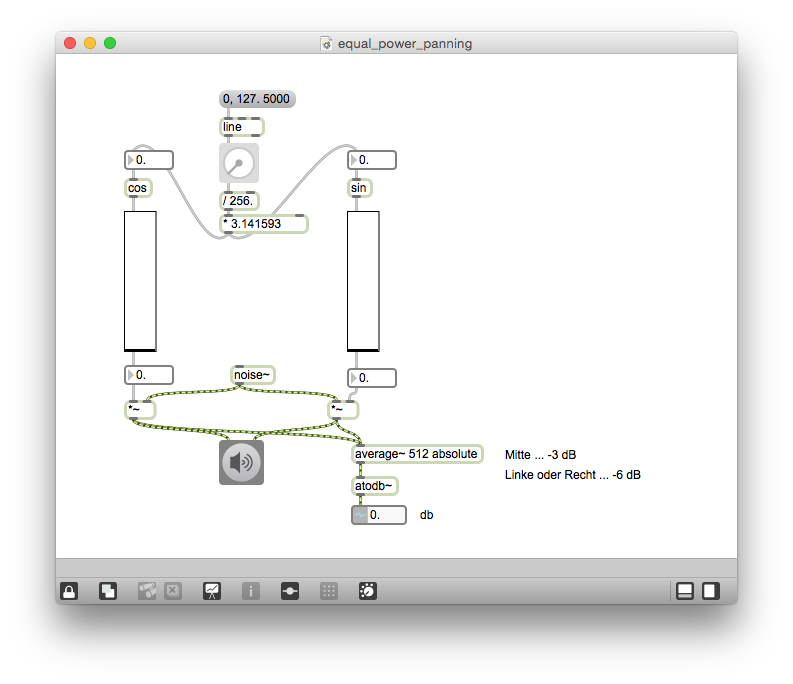 equal_power_panning
0, 127. 5000
line
0.
0.
cos
/ 256.
sin
* 3.141593
0.
noise~
0.
*~
*~
average~ 512 absolute
Mitte ... -3 dB
Linke oder Recht ... -6 dB
atodb~
~ 0.
db